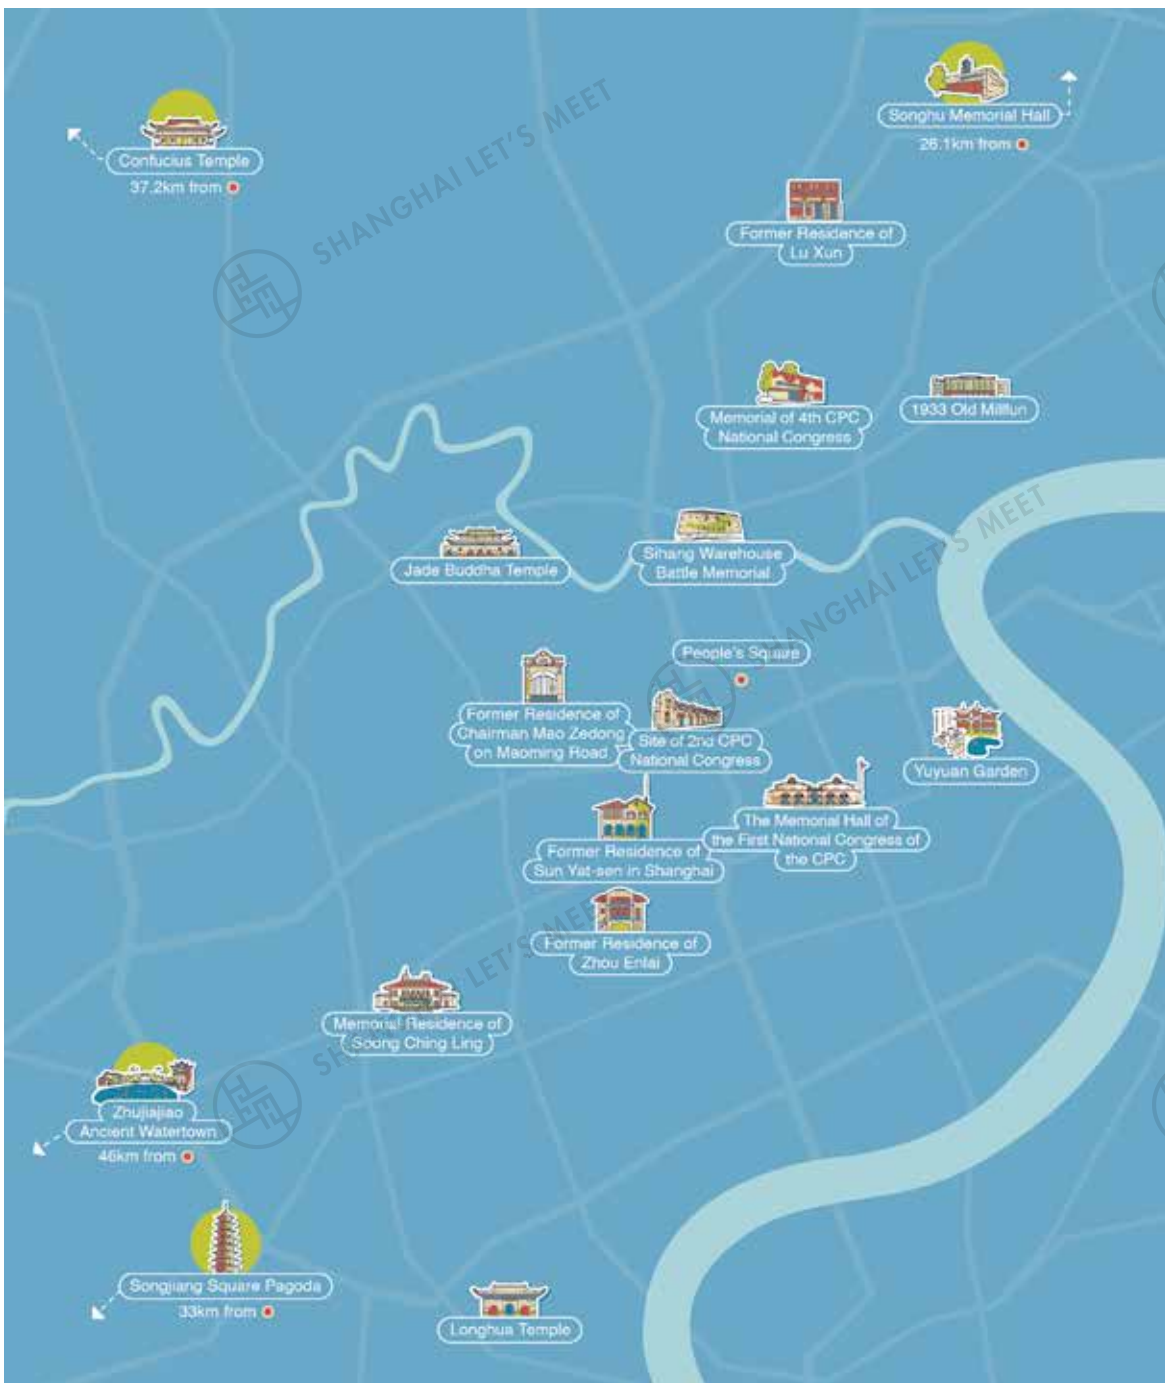 SHANGHAI LET'S MEET
Songhu Memorial Hall
26.1km from
Confucius Temple
37.2km from
Former Residence of
Lu Xun
Memorial of 4th CPC
National Congress
1933 Old Millfun
SHANGHAI LET'S MEET
Jade Buddha Temple
Sihang Warehouse
Battle Memorial
People's Square
Former Residence of
Chairman Mao Zedong
on Maoming Road
Site of 2nd CPC
National Congress
Yuyuan Garden
The Memorial Hall of
the First National Congress of
the CPC
Former Residence of
Sun Yat-sen in Shanghai
Former Residence of
Zhou Enlai
SHANGHAI LET'S MEET
Memorial Residence of
Soong Ching Ling
Zhujiajiao
Ancient Watertown
46km from
Songjiang Square Pagoda
33km from
Longhua Temple